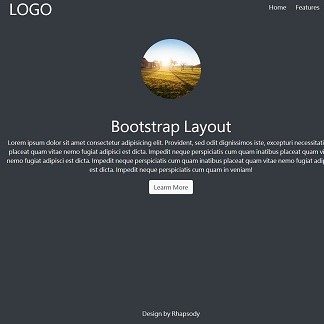 LOGO
Home Features
Bootstrap Layout
Lorem ipsum dolor sit amet consectetur adipisicing elit. Provident, sed odit dignissimos iste, excepturi
placeat quam vitae nemo fugiat adipisci est dicta. Impedit neque perspiciatis cum quam inatibus placeat quam
nemo fugiat adipisci est dicta. Impedit neque perspiciatis cum quam inatibus placeat quam vitae nemo fugiat
est dicta. Impedit neque perspiciatis cum quam in veniam!
Learn More
Design by Rhapsody